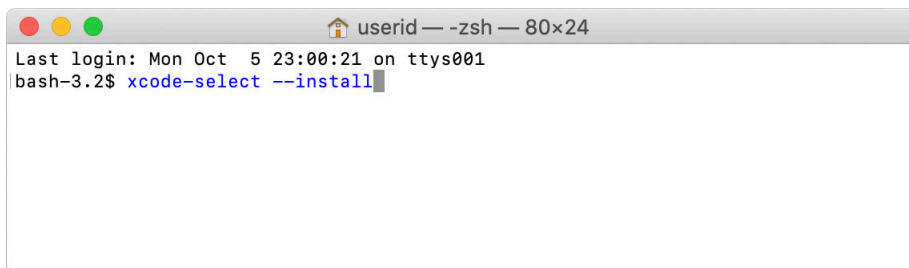 userid — -zsh — 80×24
Last login: Mon Oct  5 23:00:21 on ttys001
bash-3.2$ xcode-select --install